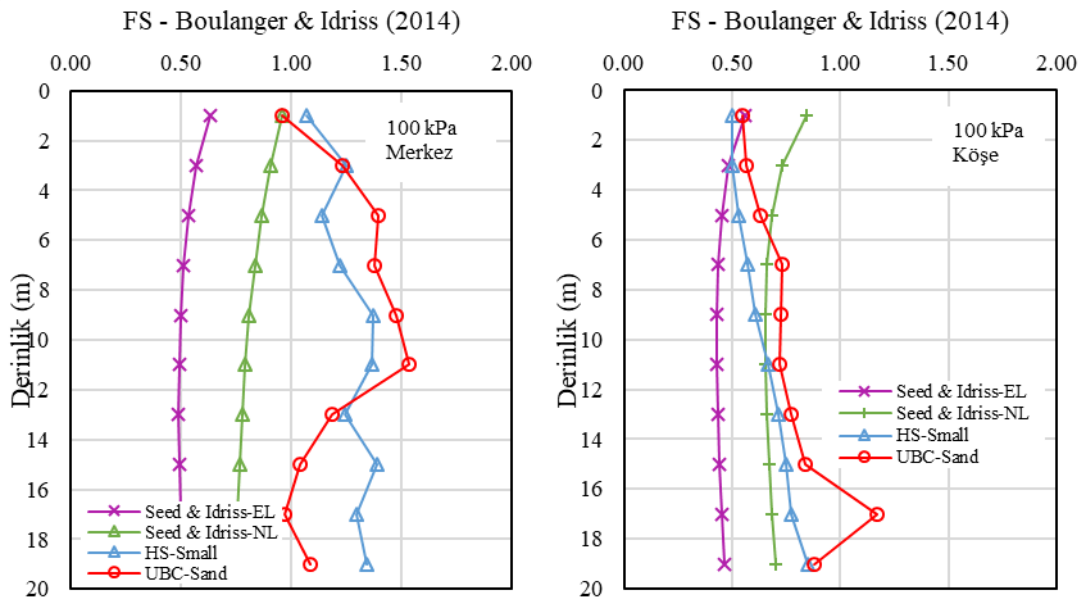 FS - Boulanger & Idriss (2014)
0.00 0.50 1.00 1.50 2.00
0
2
4
6
8
10
12
14
16
18
20
Derinlik (m)
100 kPa
Merkez
Seed & Idriss-EL
Seed & Idriss-NL
HS-Small
UBC-Sand
FS - Boulanger & Idriss (2014)
0.00 0.50 1.00 1.50 2.00
0
2
4
6
8
10
12
14
16
18
20
Derinlik (m)
100 kPa
Köşe
Seed & Idriss-EL
Seed & Idriss-NL
HS-Small
UBC-Sand